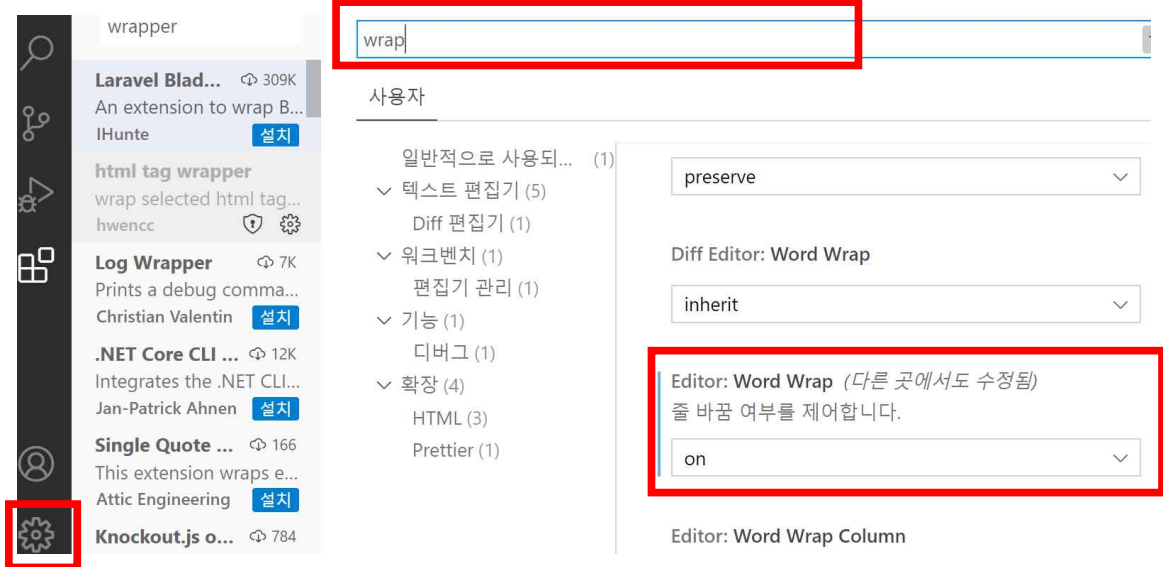 wrapper
Laravel Blad... 309K
An extension to wrap B...
IHunte 설치
html tag wrapper
wrap selected html tag...
hwencc
Log Wrapper 7K
Prints a debug comma...
Christian Valentin 설치
.NET Core CLI ... 12K
Integrates the .NET CLI...
Jan-Patrick Ahnen 설치
Single Quote ... 166
This extension wraps e...
Attic Engineering 설치
Knockout.js o... 784
wrap
사용자
일반적으로 사용되... (1)
텍스트 편집기 (5)
Diff 편집기 (1)
워크벤치 (1)
편집기 관리 (1)
기능 (1)
디버그 (1)
확장 (4)
HTML (3)
Prettier (1)
preserve
Diff Editor: Word Wrap
inherit
Editor: Word Wrap (다른 곳에서도 수정됨)
줄 바꿈 여부를 제어합니다.
on
Editor: Word Wrap Column